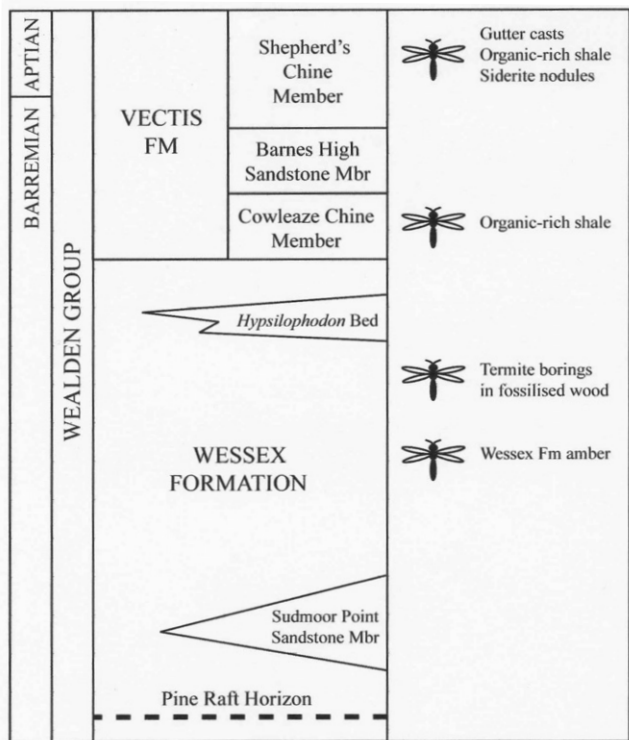 APTIAN
BARREMIAN
WEALDEN GROUP
VECTIS
FM
Shepherd's
Chine
Member
Barnes High
Sandstone Mbr
Cowleaze Chine
Member
Hypsilophodon Bed
WESSEX
FORMATION
Sudmoor Point
Sandstone Mbr
Pine Raft Horizon
Gutter casts
Organic-rich shale
Siderite nodules
Organic-rich shale
Termite borings
in fossilised wood
Wessex Fm amber